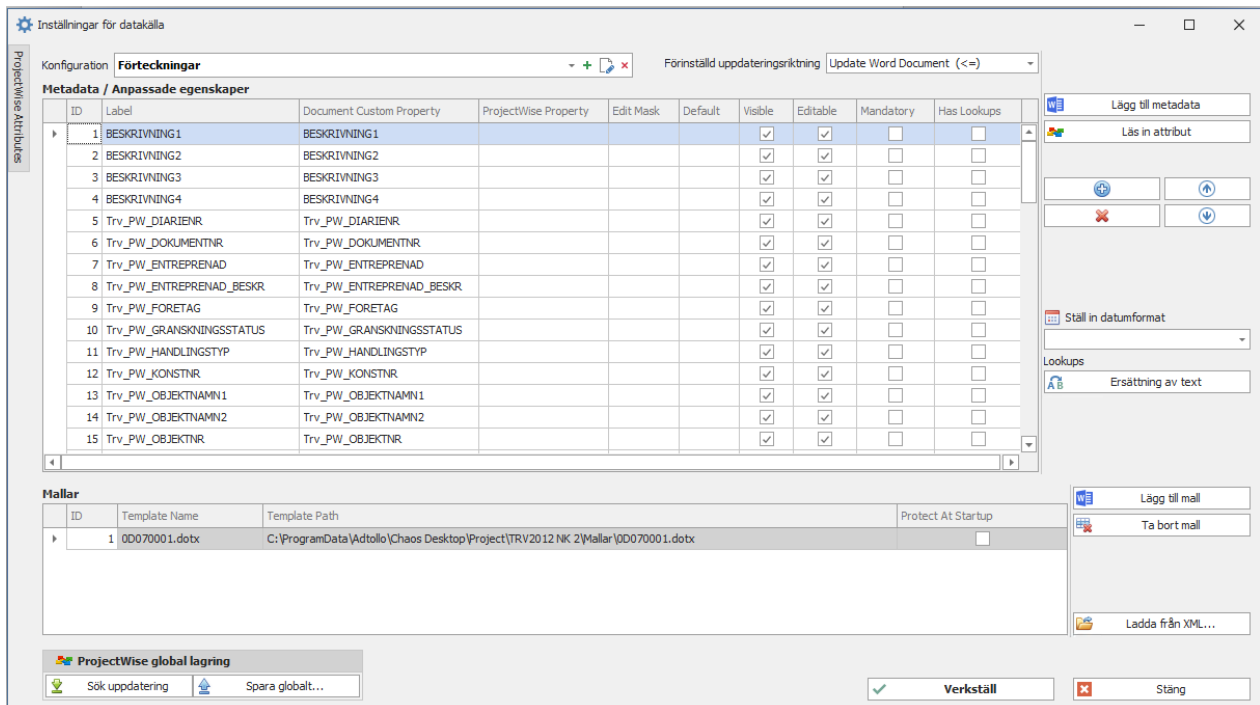 Inställningar för datakälla
ProjectWise Attributes
Konfiguration Förteckningar Förinställd uppdateringsriktning Update Word Document (<=)
Metadata / Anpassade egenskaper
ID Label Document Custom Property ProjectWise Property Edit Mask Default Visible Editable Mandatory Has Lookups
1 BESKRIVNING1 BESKRIVNING1
2 BESKRIVNING2 BESKRIVNING2
3 BESKRIVNING3 BESKRIVNING3
4 BESKRIVNING4 BESKRIVNING4
5 Trv_PW_DIARIENR Trv_PW_DIARIENR
6 Trv_PW_DOKUMENTNR Trv_PW_DOKUMENTNR
7 Trv_PW_ENTREPRENAD Trv_PW_ENTREPRENAD
8 Trv_PW_ENTREPRENAD_BESKR Trv_PW_ENTREPRENAD_BESKR
9 Trv_PW_FORETAG Trv_PW_FORETAG
10 Trv_PW_GRANSKNINGSSTATUS Trv_PW_GRANSKNINGSSTATUS
11 Trv_PW_HANDLINGSTYP Trv_PW_HANDLINGSTYP
12 Trv_PW_KONSTNR Trv_PW_KONSTNR
13 Trv_PW_OBJEKTNAMN1 Trv_PW_OBJEKTNAMN1
14 Trv_PW_OBJEKTNAMN2 Trv_PW_OBJEKTNAMN2
15 Trv_PW_OBJEKTNR Trv_PW_OBJEKTNR
Lägg till metadata
Läs in attribut
Ställ in datumformat
Lookups
Ersättning av text
Mallar
ID Template Name Template Path Protect At Startup
1 0D070001.dotx C:\ProgramData\Adtollo\Chaos Desktop\Project\TRV2012 NK 2\Mallar\0D070001.dotx
Lägg till mall
Ta bort mall
Ladda från XML...
ProjectWise global lagring
Sök uppdatering Spara globalt...
Verkställ Stäng